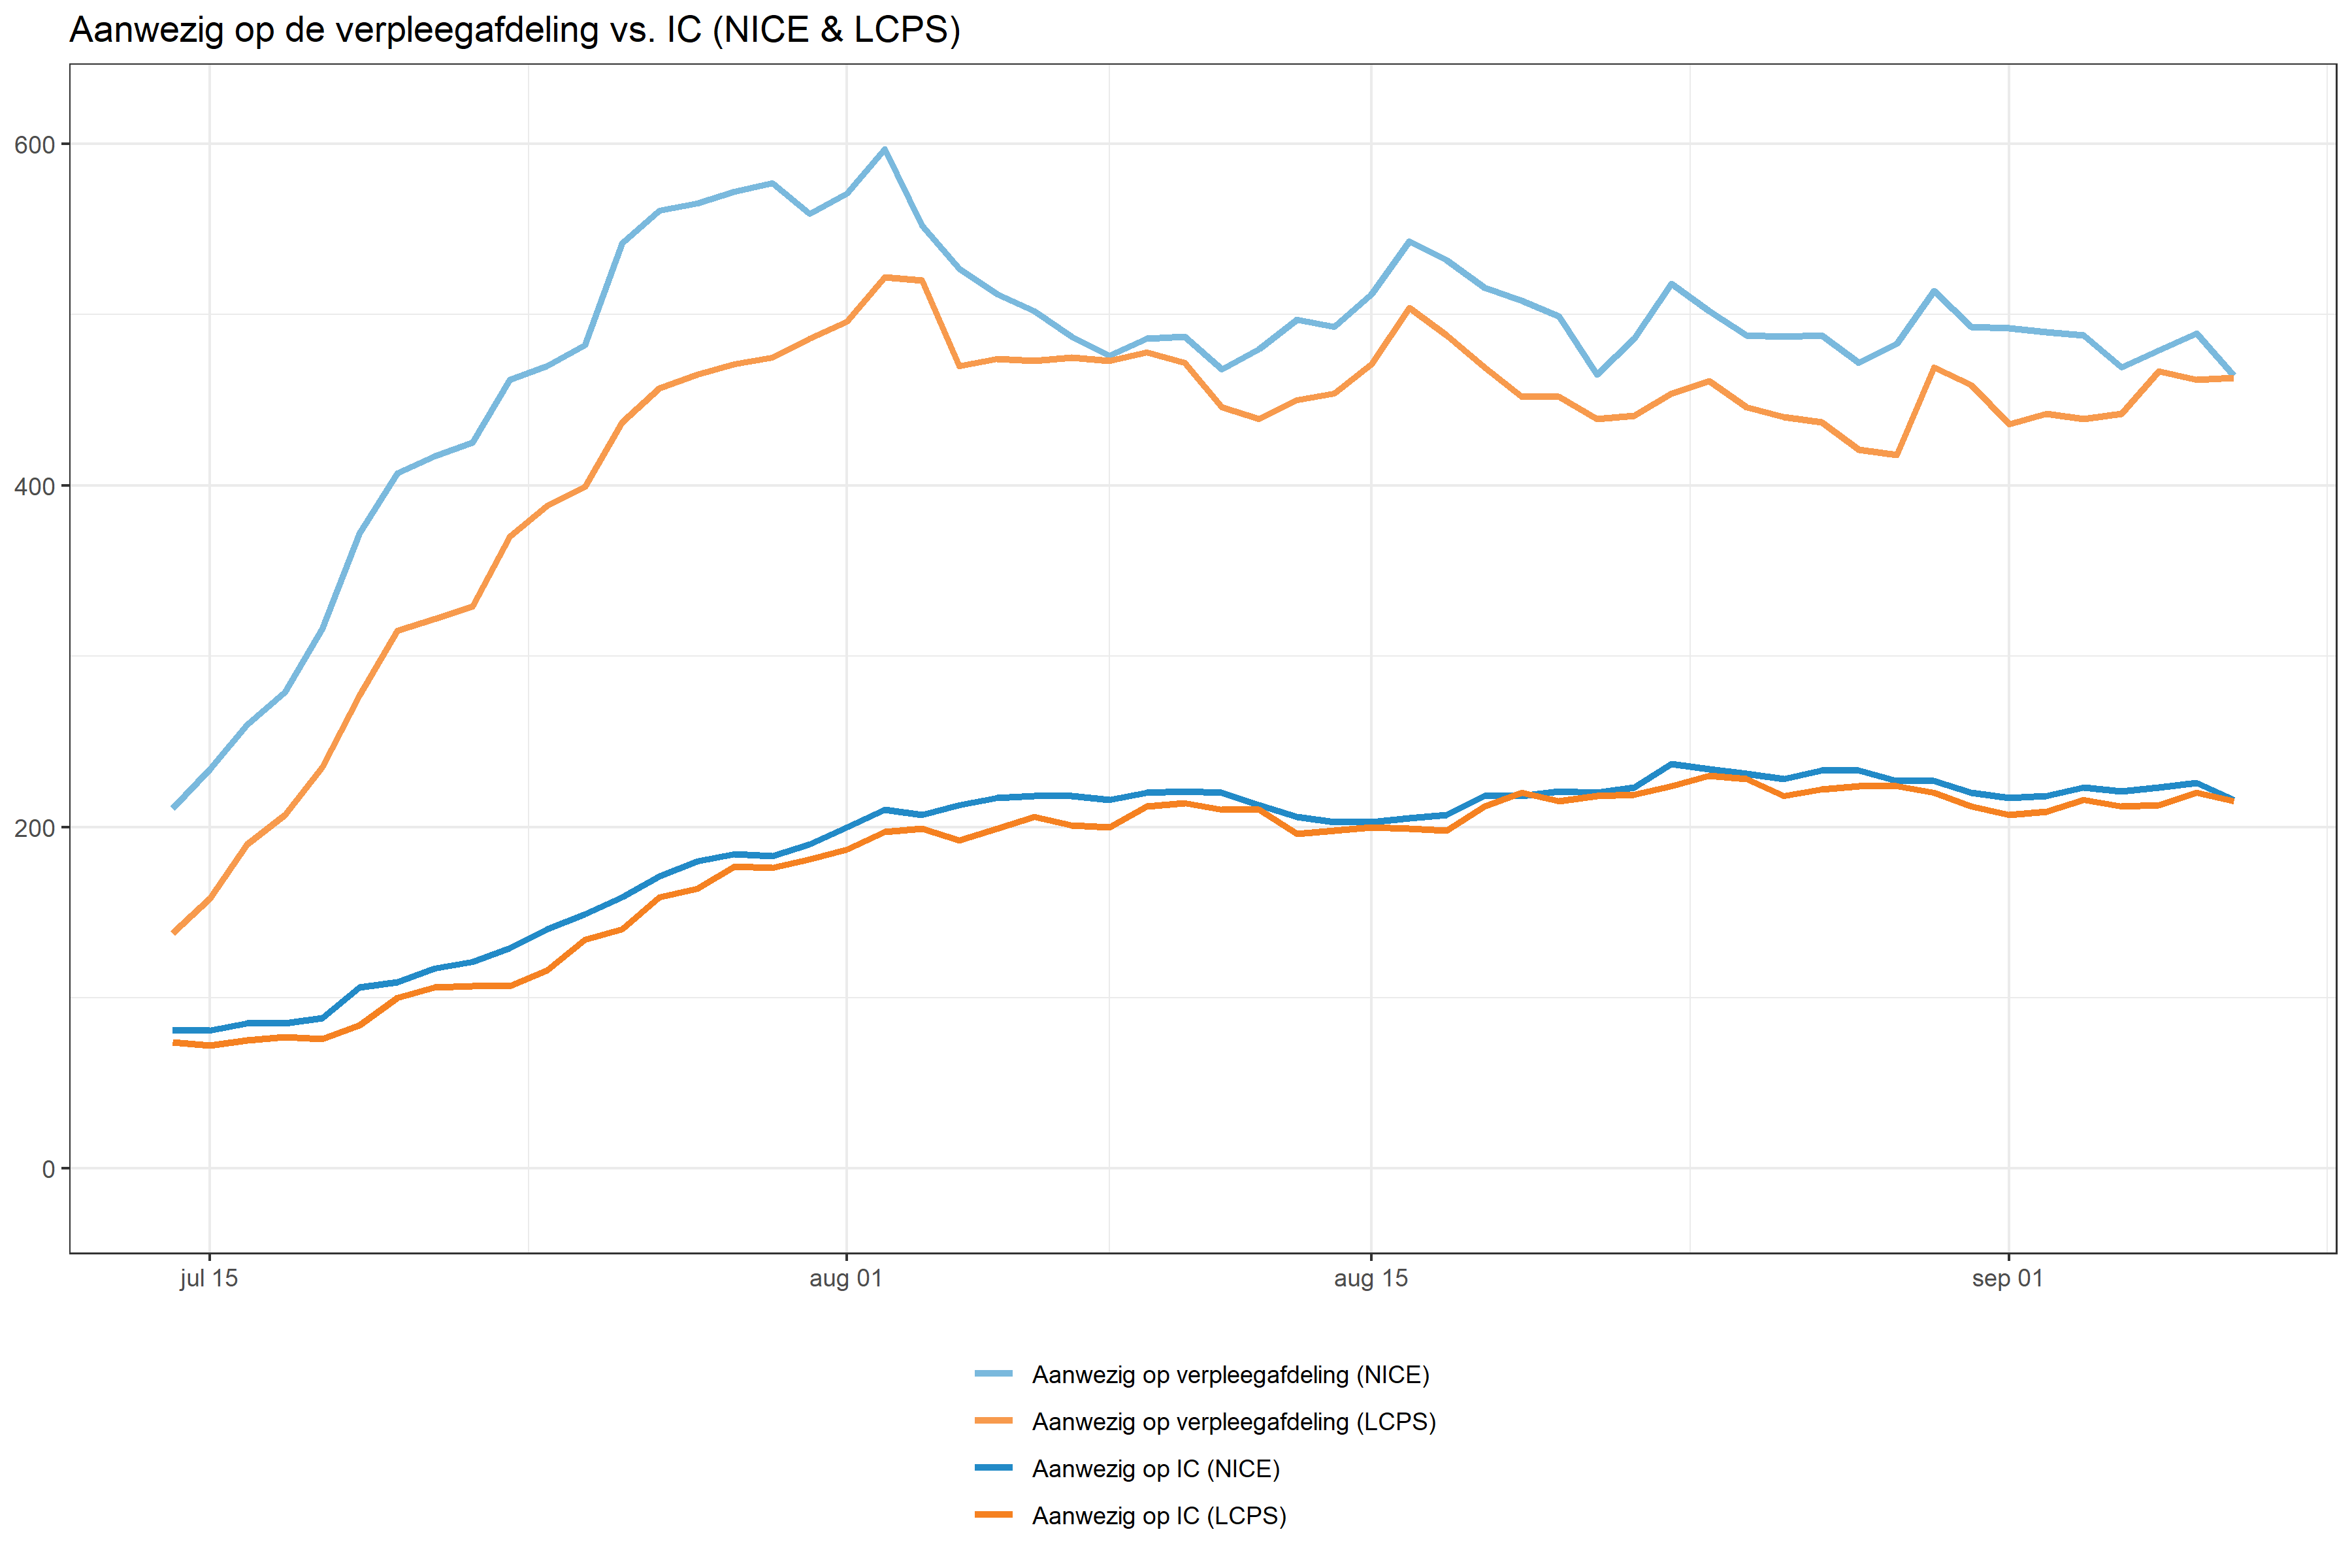 Aanwezig op de verpleegafdeling vs. IC (NICE & LCPS)
600
400
200
0
jul 15
aug 01
aug 15
sep 01
Aanwezig op verpleegafdeling (NICE)
Aanwezig op verpleegafdeling (LCPS)
Aanwezig op IC (NICE)
Aanwezig op IC (LCPS)